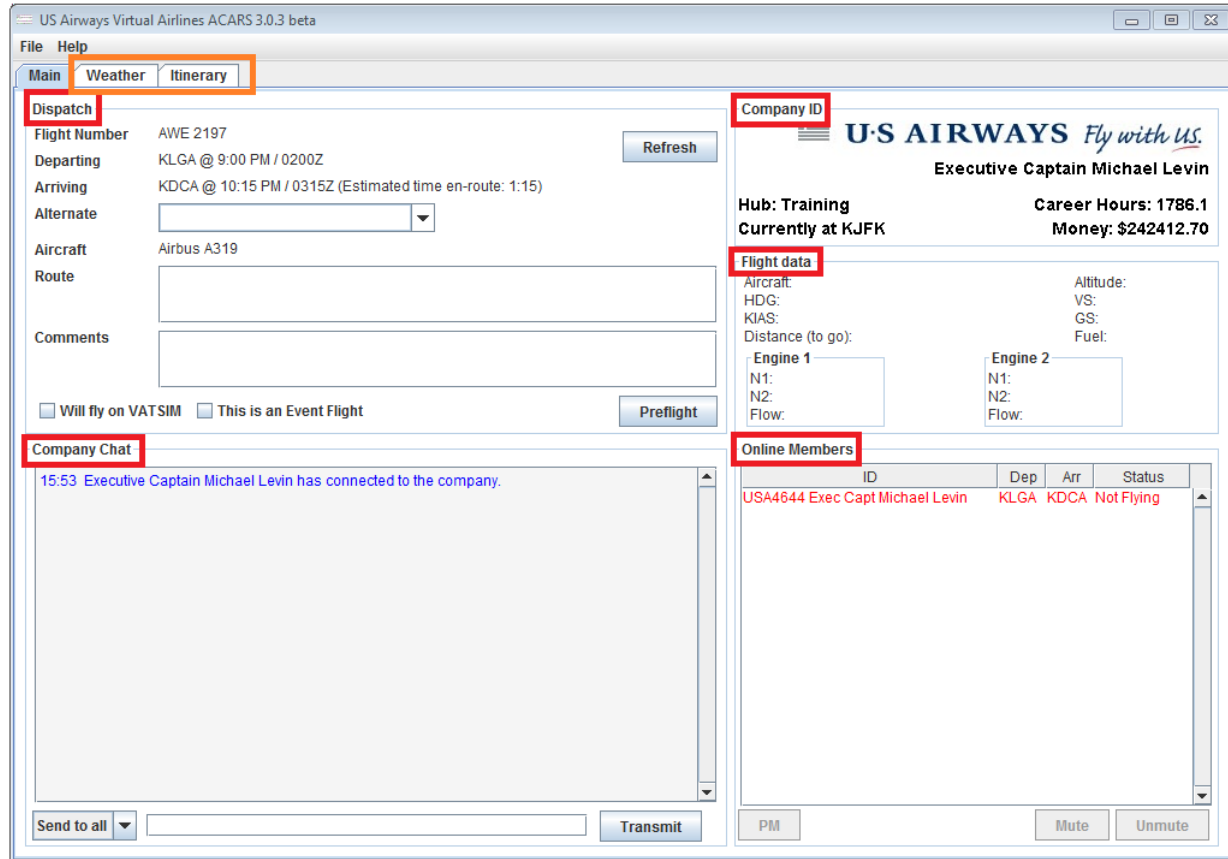 US Airways Virtual Airlines ACARS 3.0.3 beta
File Help
Main Weather Itinerary
Dispatch
Flight Number AWE 2197
Refresh
Departing KLGA @ 9:00 PM / 0200Z
Arriving KDCA @ 10:15 PM / 0315Z (Estimated time en-route: 1:15)
Alternate
Aircraft Airbus A319
Route
Comments
Will fly on VATSIM This is an Event Flight Preflight
Company ID
U·S AIRWAYS Fly with us.
Executive Captain Michael Levin
Hub: Training Career Hours: 1786.1
Currently at KJFK Money: $242412.70
Flight data
Aircraft: Altitude:
HDG: VS:
KIAS: GS:
Distance (to go): Fuel:
Engine 1 Engine 2
N1: N1:
N2: N2:
Flow: Flow:
Company Chat
15:53 Executive Captain Michael Levin has connected to the company.
Send to all Transmit
Online Members
ID Dep Arr Status
USA4644 Exec Capt Michael Levin KLGA KDCA Not Flying
PM Mute Unmute